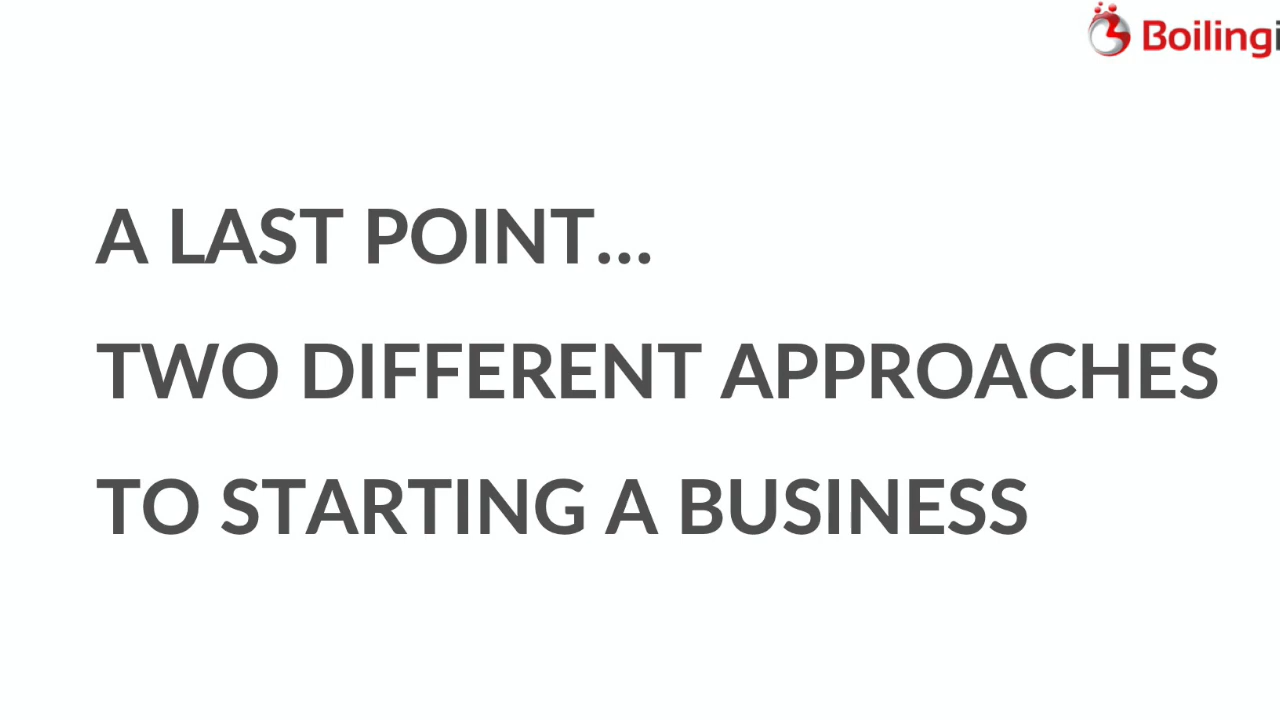 Boilingi
A LAST POINT...
TWO DIFFERENT APPROACHES
TO STARTING A BUSINESS